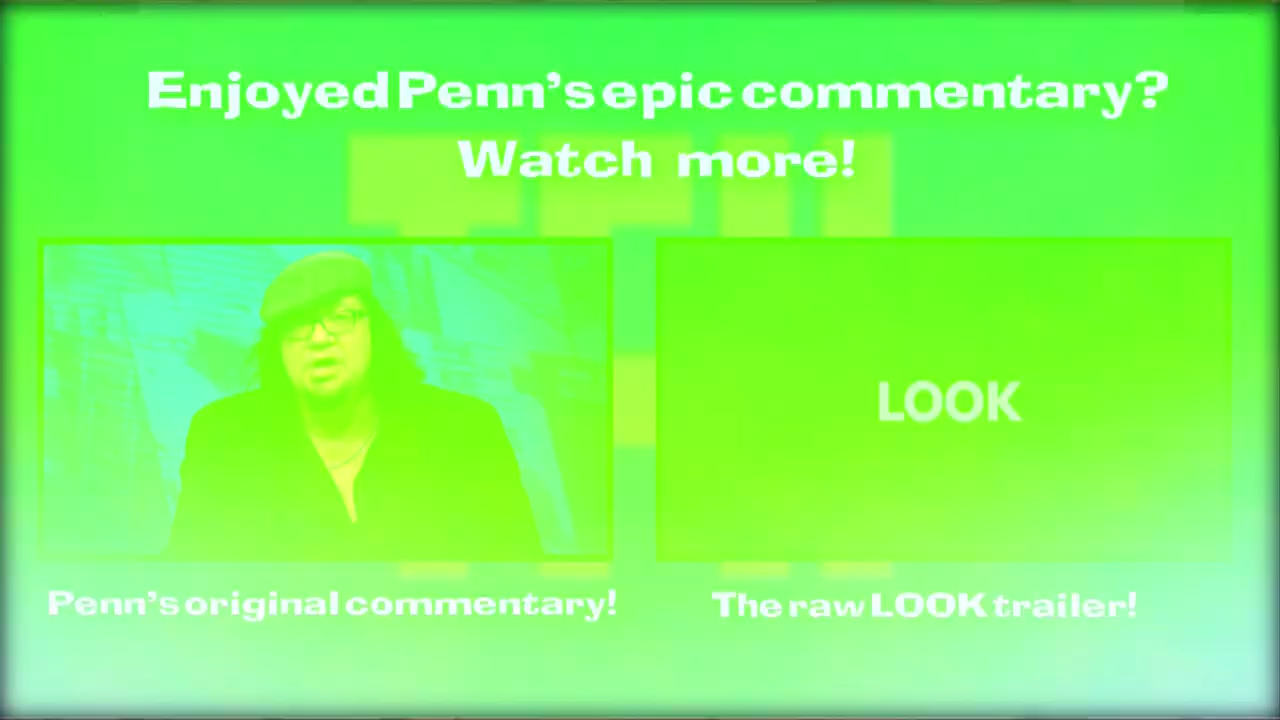 Enjoyed Penn’s epic commentary?
Watch more!
LOOK
Penn’s original commentary!
The raw LOOK trailer!